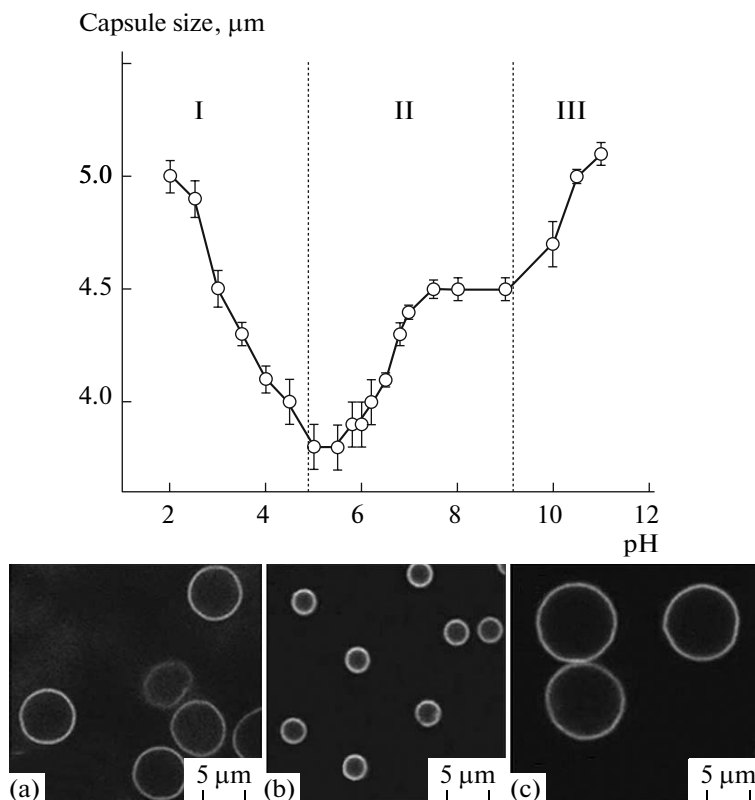 Capsule size, μm
I
II
III
5.0
4.5
4.0
2
4
6
8
10
12
pH
(a)
5 μm
(b)
5 μm
(c)
5 μm